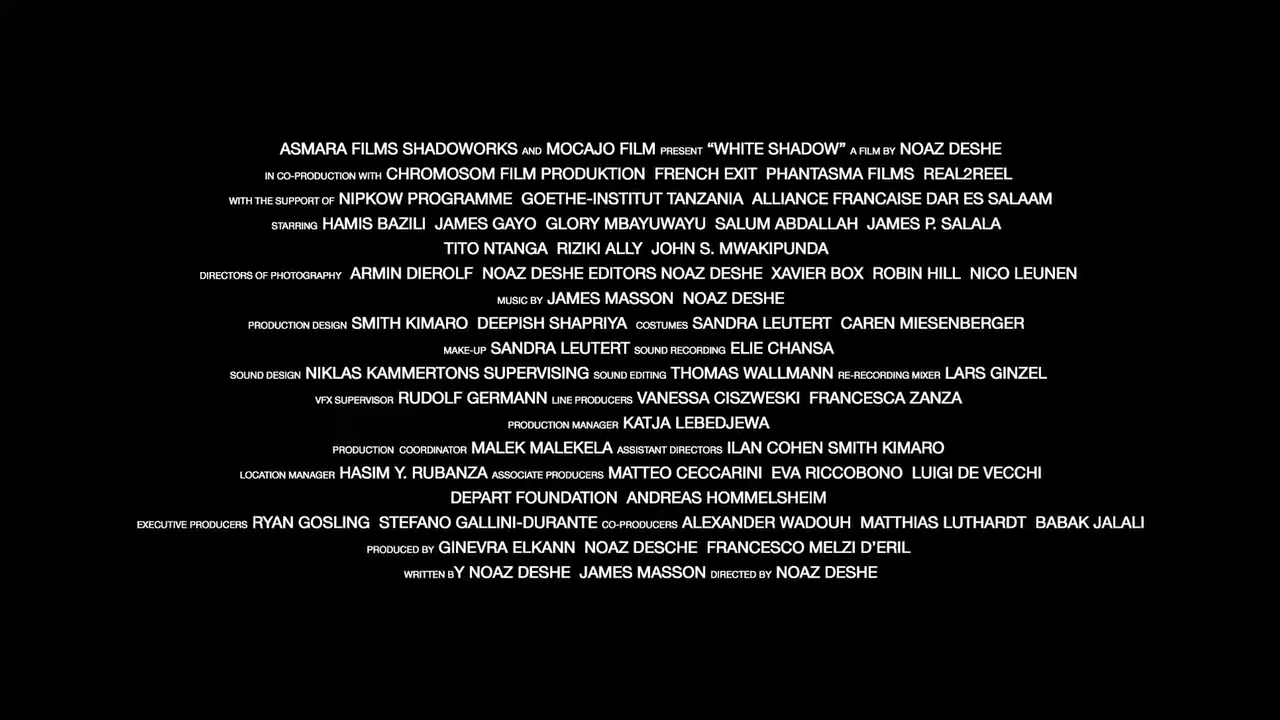 ASMARA FILMS SHADOWORKS AND MOCAJO FILM PRESENT “WHITE SHADOW” A FILM BY NOAZ DESHE
IN CO-PRODUCTION WITH CHROMOSOM FILM PRODUKTION FRENCH EXIT PHANTASMA FILMS REAL2REEL
WITH THE SUPPORT OF NIPKOW PROGRAMME GOETHE-INSTITUT TANZANIA ALLIANCE FRANCAISE DAR ES SALAAM
STARRING HAMIS BAZILI JAMES GAYO GLORY MBAYUWAYU SALUM ABDALLAH JAMES P. SALALA
TITO NTANGA RIZIKI ALLY JOHN S. MWAKIPUNDA
DIRECTORS OF PHOTOGRAPHY ARMIN DIEROLF NOAZ DESHE EDITORS NOAZ DESHE XAVIER BOX ROBIN HILL NICO LEUNEN
MUSIC BY JAMES MASSON NOAZ DESHE
PRODUCTION DESIGN SMITH KIMARO DEEPISH SHAPRIYA COSTUMES SANDRA LEUTERT CAREN MIESENBERGER
MAKE-UP SANDRA LEUTERT SOUND RECORDING ELIE CHANSA
SOUND DESIGN NIKLAS KAMMERTONS SUPERVISING SOUND EDITING THOMAS WALLMANN RE-RECORDING MIXER LARS GINZEL
VFX SUPERVISOR RUDOLF GERMANN LINE PRODUCERS VANESSA CISZWESKI FRANCESCA ZANZA
PRODUCTION MANAGER KATJA LEBEDJEWA
PRODUCTION COORDINATOR MALEK MALEKELA ASSISTANT DIRECTORS ILAN COHEN SMITH KIMARO
LOCATION MANAGER HASIM Y. RUBANZA ASSOCIATE PRODUCERS MATTEO CECCARINI EVA RICCOBONO LUIGI DE VECCHI
DEPART FOUNDATION ANDREAS HOMMELSHEIM
EXECUTIVE PRODUCERS RYAN GOSLING STEFANO GALLINI-DURANTE CO-PRODUCERS ALEXANDER WADOUH MATTHIAS LUTHARDT BABAK JALALI
PRODUCED BY GINEVRA ELKANN NOAZ DESCHE FRANCESCO MELZI D’ERIL
WRITTEN BY NOAZ DESHE JAMES MASSON DIRECTED BY NOAZ DESHE